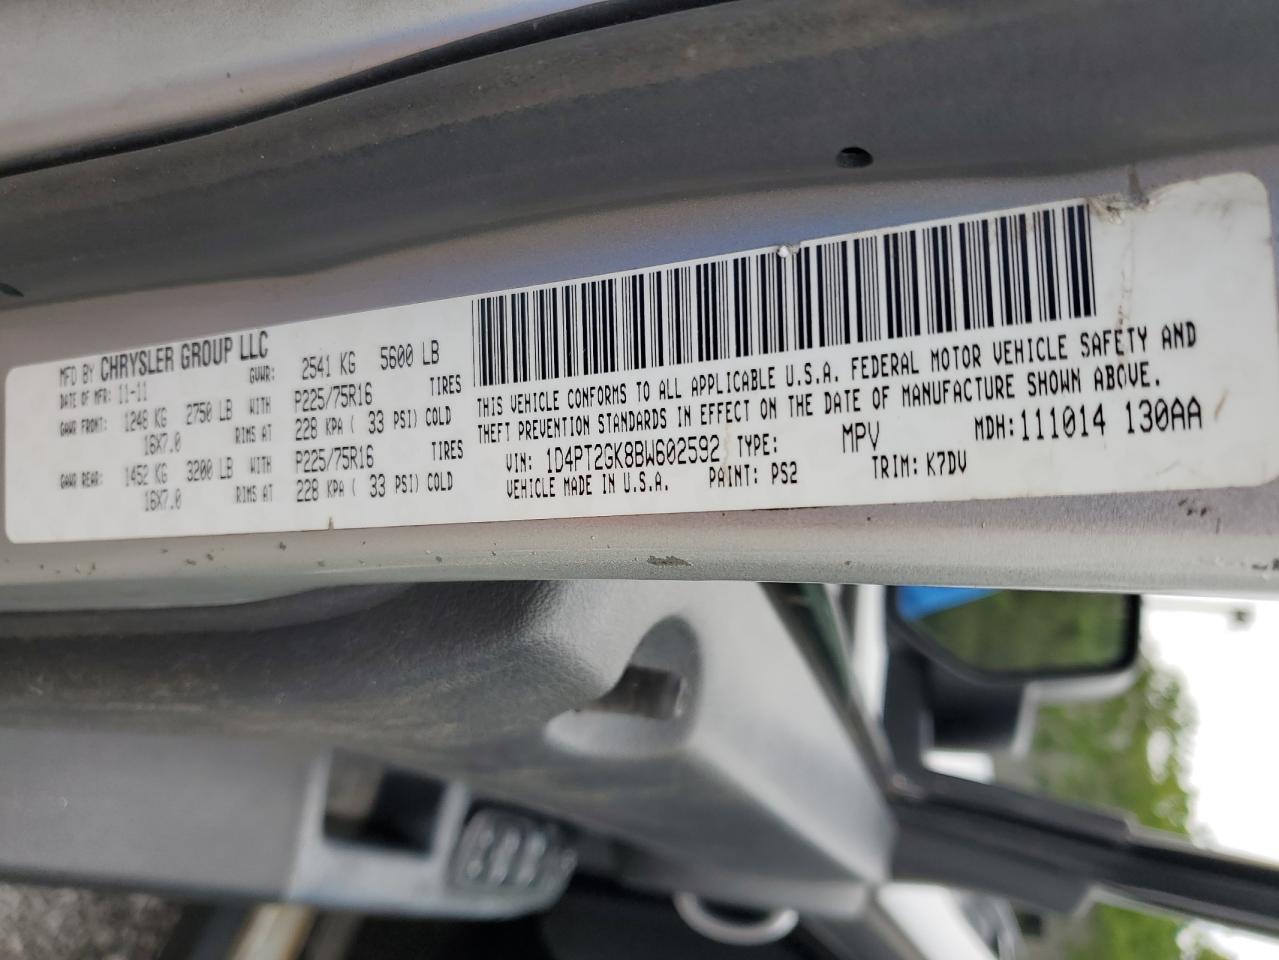 MFD BY CHRYSLER GROUP LLC
DATE OF MFR: 11-11 GVWR: 2541 KG 5600 LB
GAWR FRONT: 1248 KG 2750 LB WITH P225/75R16 TIRES
16X7.0 RIMS AT 228 KPA ( 33 PSI) COLD
GAWR REAR: 1452 KG 3200 LB WITH P225/75R16 TIRES
16X7.0 RIMS AT 228 KPA ( 33 PSI) COLD
THIS VEHICLE CONFORMS TO ALL APPLICABLE U.S.A. FEDERAL MOTOR VEHICLE SAFETY AND
THEFT PREVENTION STANDARDS IN EFFECT ON THE DATE OF MANUFACTURE SHOWN ABOVE.
VIN: 1D4PT2GK8BW602592 TYPE: MPV MDH:111014 130AA
VEHICLE MADE IN U.S.A. PAINT: PS2 TRIM: K7DV